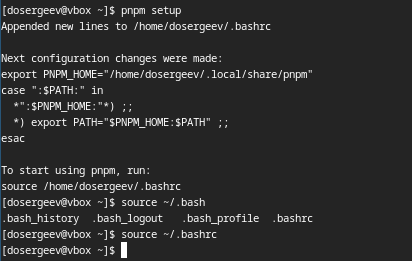 [dosergeev@vbox ~]$ pnpm setup
Appended new lines to /home/dosergeev/.bashrc

Next configuration changes were made:
export PNPM_HOME="/home/dosergeev/.local/share/pnpm"
case ":$PATH:" in
  *":$PNPM_HOME:"*) ;;
  *) export PATH="$PNPM_HOME:$PATH" ;;
esac

To start using pnpm, run:
source /home/dosergeev/.bashrc
[dosergeev@vbox ~]$ source ~/.bash
.bash_history  .bash_logout   .bash_profile  .bashrc
[dosergeev@vbox ~]$ source ~/.bashrc
[dosergeev@vbox ~]$